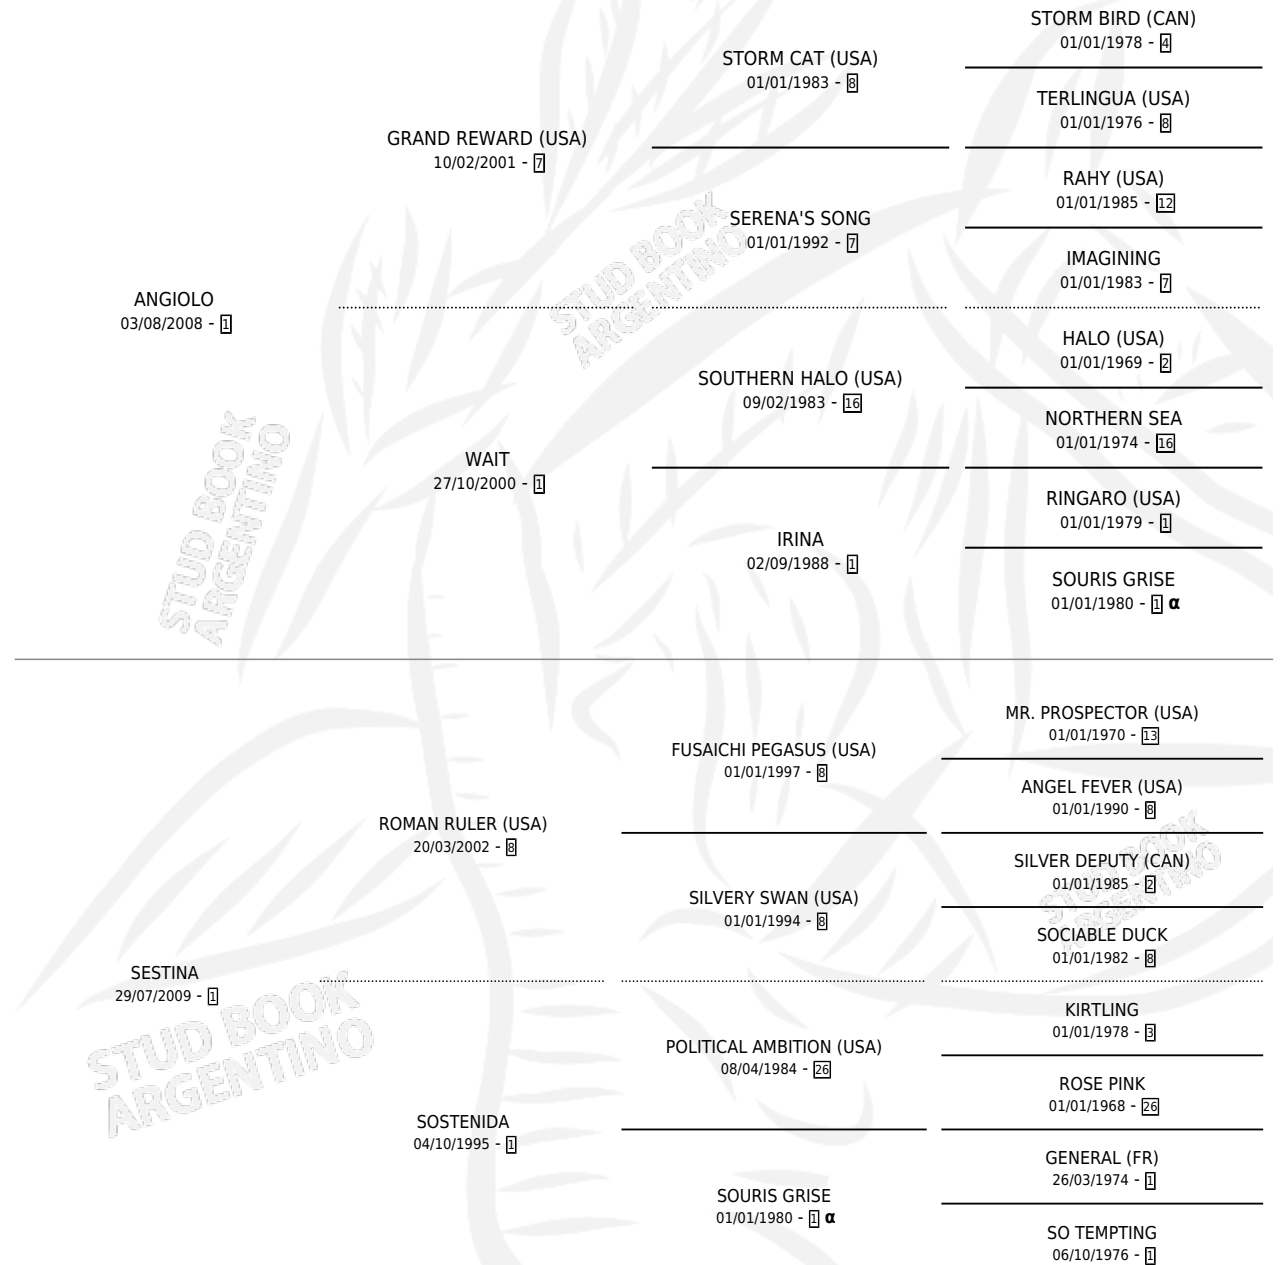 STORM BIRD (CAN)
01/01/1978 - 4
STORM CAT (USA)
01/01/1983 - 8
TERLINGUA (USA)
01/01/1976 - 8
GRAND REWARD (USA)
10/02/2001 - 7
RAHY (USA)
01/01/1985 - 12
SERENA'S SONG
01/01/1992 - 7
IMAGINING
01/01/1983 - 7
ANGIOLO
03/08/2008 - 1
HALO (USA)
01/01/1969 - 2
SOUTHERN HALO (USA)
09/02/1983 - 16
NORTHERN SEA
01/01/1974 - 16
WAIT
27/10/2000 - 1
RINGARO (USA)
01/01/1979 - 1
IRINA
02/09/1988 - 1
SOURIS GRISE
01/01/1980 - 1 α
STUD BOOK
ARGENTINO
STUD BOOK
ARGENTINO
MR. PROSPECTOR (USA)
01/01/1970 - 13
FUSAICHI PEGASUS (USA)
01/01/1997 - 8
ANGEL FEVER (USA)
01/01/1990 - 8
ROMAN RULER (USA)
20/03/2002 - 8
SILVER DEPUTY (CAN)
01/01/1985 - 2
SILVERY SWAN (USA)
01/01/1994 - 8
SOCIABLE DUCK
01/01/1982 - 8
SESTINA
29/07/2009 - 1
KIRTLING
01/01/1978 - 3
POLITICAL AMBITION (USA)
08/04/1984 - 26
ROSE PINK
01/01/1968 - 26
SOSTENIDA
04/10/1995 - 1
GENERAL (FR)
26/03/1974 - 1
SOURIS GRISE
01/01/1980 - 1 α
SO TEMPTING
06/10/1976 - 1
STUD BOOK
ARGENTINO
STUD BOOK
ARGENTINO